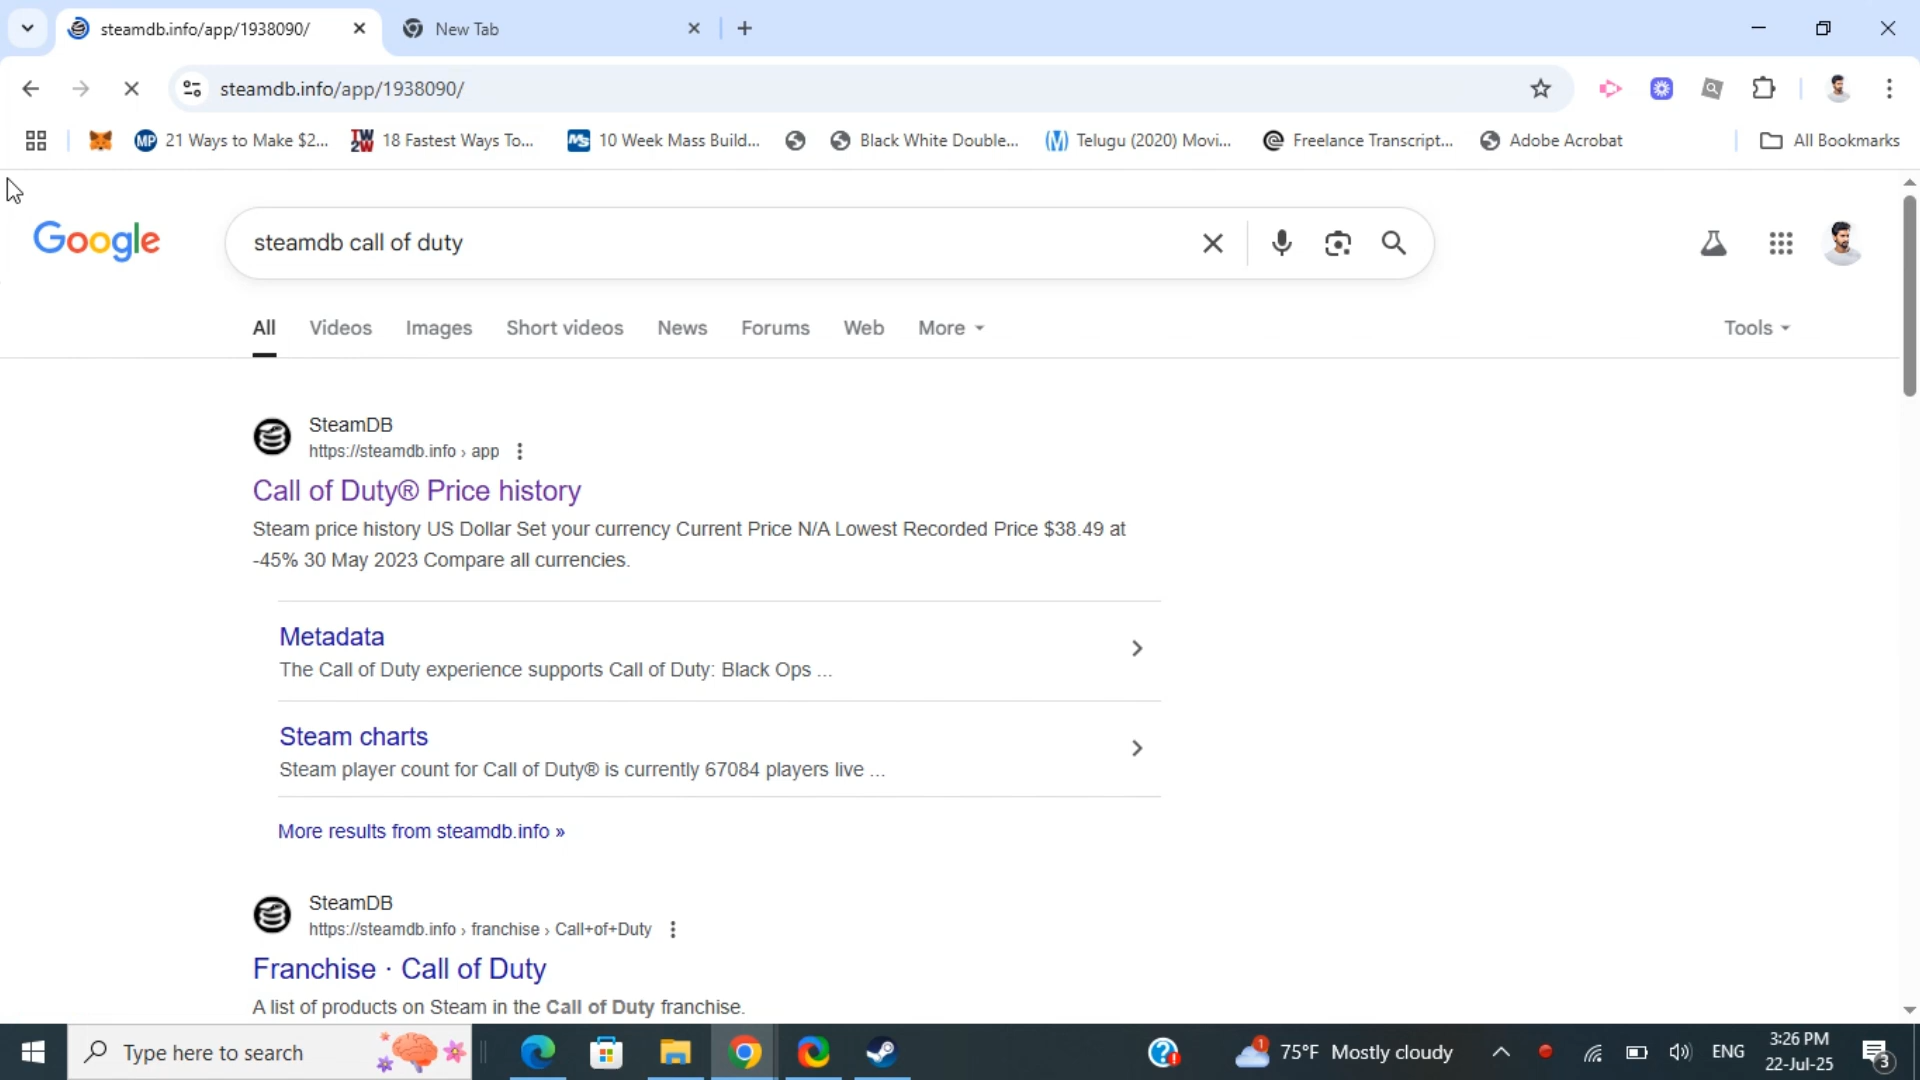 steamdb.info/app/1938090/
New Tab
steamdb.info/app/1938090/
MP 21 Ways to Make $2...
TW 18 Fastest Ways To...
MS 10 Week Mass Build...
Black White Double...
Telugu (2020) Movi...
Freelance Transcript...
Adobe Acrobat
All Bookmarks
Google
steamdb call of duty
All
Videos
Images
Short videos
News
Forums
Web
More
Tools
SteamDB
https://steamdb.info › app
Call of Duty® Price history
Steam price history US Dollar Set your currency Current Price N/A Lowest Recorded Price $38.49 at
-45% 30 May 2023 Compare all currencies.
Metadata
The Call of Duty experience supports Call of Duty: Black Ops ...
Steam charts
Steam player count for Call of Duty® is currently 67084 players live ...
More results from steamdb.info »
SteamDB
https://steamdb.info › franchise › Call+of+Duty
Franchise · Call of Duty
A list of products on Steam in the Call of Duty franchise.
Type here to search
1
75°F Mostly cloudy
ENG
3:26 PM
22-Jul-25
3